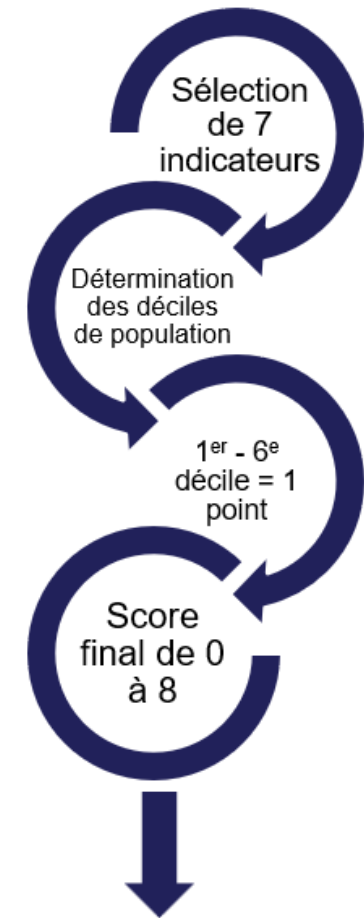 Sélection
de 7
indicateurs
Détermination
des déciles
de population
1er - 6e
décile = 1
point
Score
final de 0
à 8